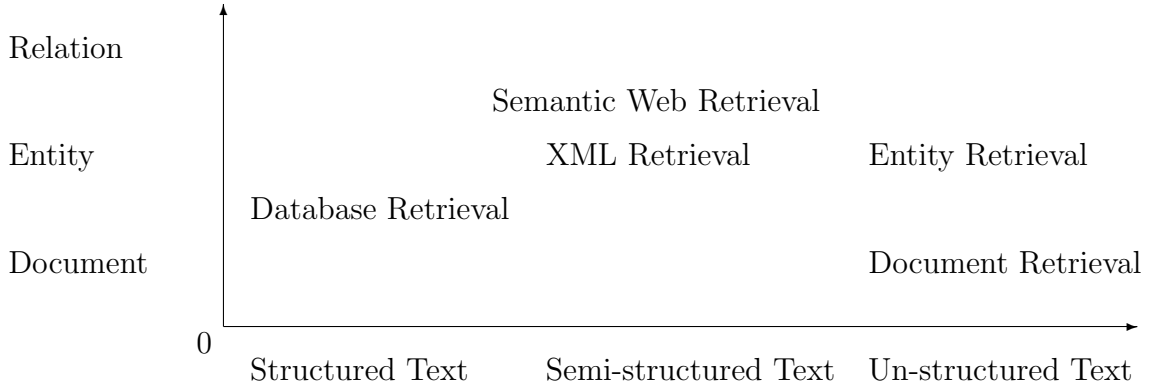 Relation
Semantic Web Retrieval
Entity XML Retrieval Entity Retrieval
Database Retrieval
Document Document Retrieval
0
Structured Text Semi-structured Text Un-structured Text